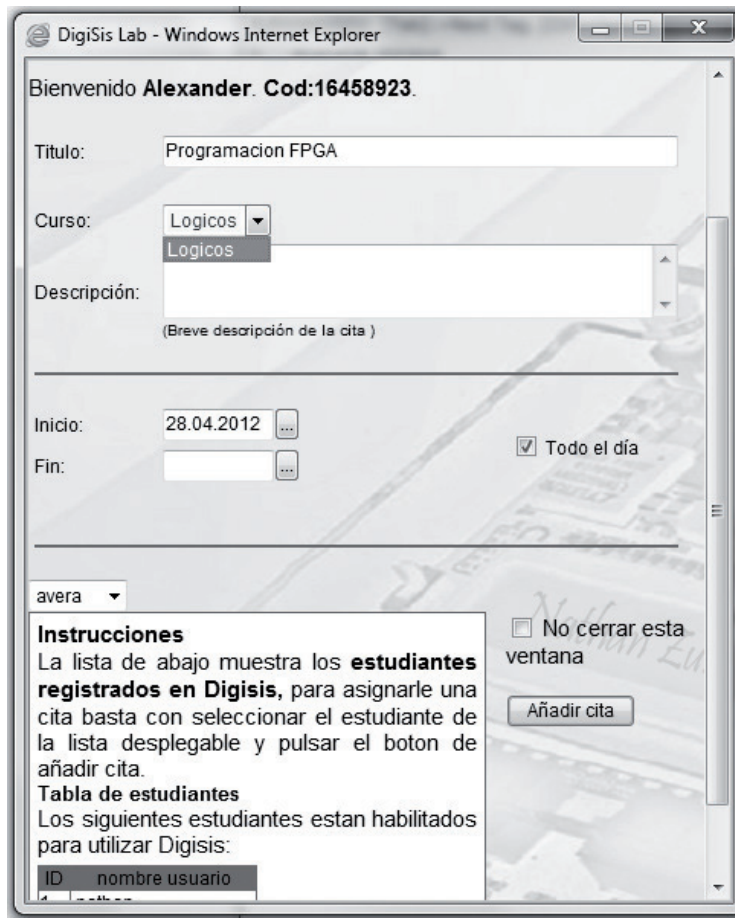 DigiSis Lab - Windows Internet Explorer
Bienvenido Alexander. Cod:16458923.
Titulo: Programacion FPGA
Curso: Logicos
Logicos
Descripción:
(Breve descripción de la cita )
Inicio: 28.04.2012 ...
Todo el día
Fin: ...
avera
Instrucciones
La lista de abajo muestra los estudiantes
registrados en Digisis, para asignarle una
cita basta con seleccionar el estudiante de
la lista desplegable y pulsar el boton de
añadir cita.
Tabla de estudiantes
Los siguientes estudiantes estan habilitados
para utilizar Digisis:
ID nombre usuario
No cerrar esta
ventana
Añadir cita
Nathan